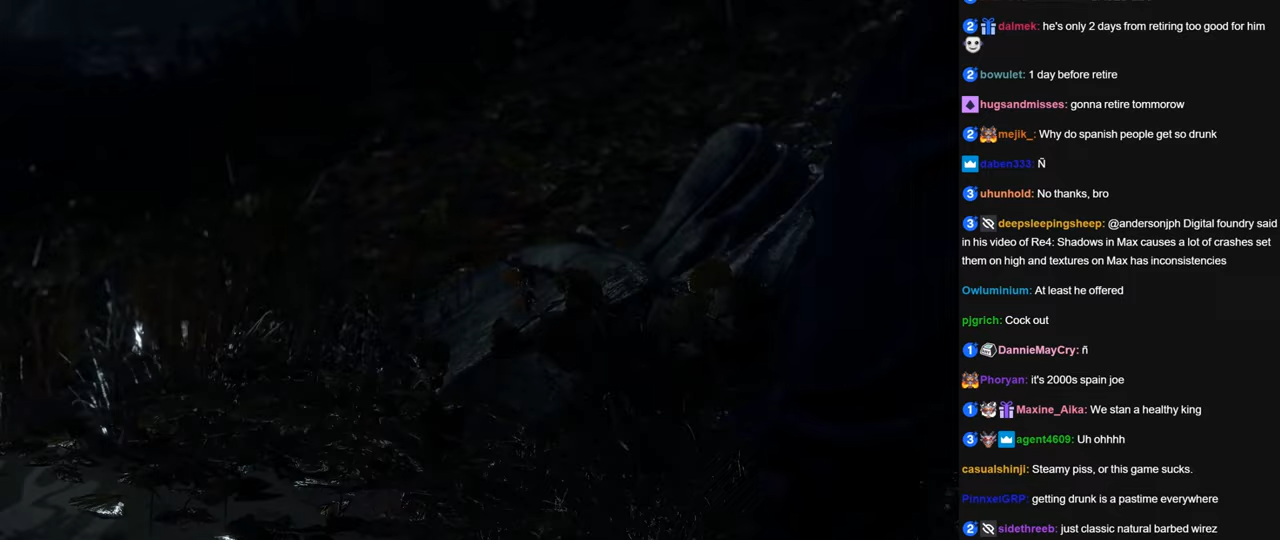 dalmek: he's only 2 days from retiring too good for him
bowulet: 1 day before retire
hugsandmisses: gonna retire tommorow
mejik_: Why do spanish people get so drunk
daben333: Ñ
uhunhold: No thanks, bro
deepsleepingsheep: @andersonjph Digital foundry said
in his video of Re4: Shadows in Max causes a lot of crashes set
them on high and textures on Max has inconsistencies
Owluminium: At least he offered
pjgrich: Cock out
DannieMayCry: ñ
Phoryan: it's 2000s spain joe
Maxine_Aika: We stan a healthy king
agent4609: Uh ohhhh
casualshinji: Steamy piss, or this game sucks.
PinnxelGRP: getting drunk is a pastime everywhere
sidethreeb: just classic natural barbed wirez